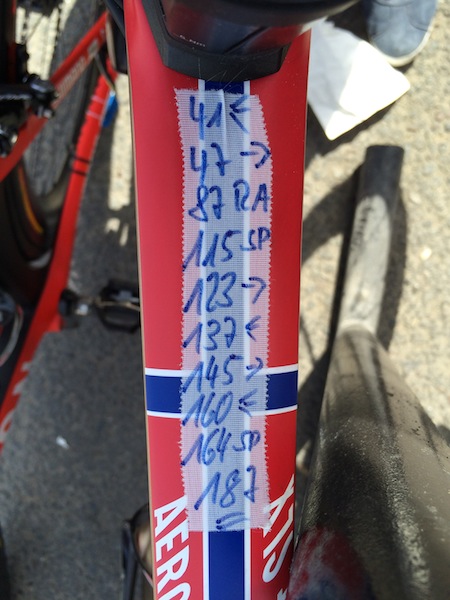 41 ←
47 →
87 RA
115 SP
123 →
137 ←
145 →
160 ←
164 SP
187
AERO